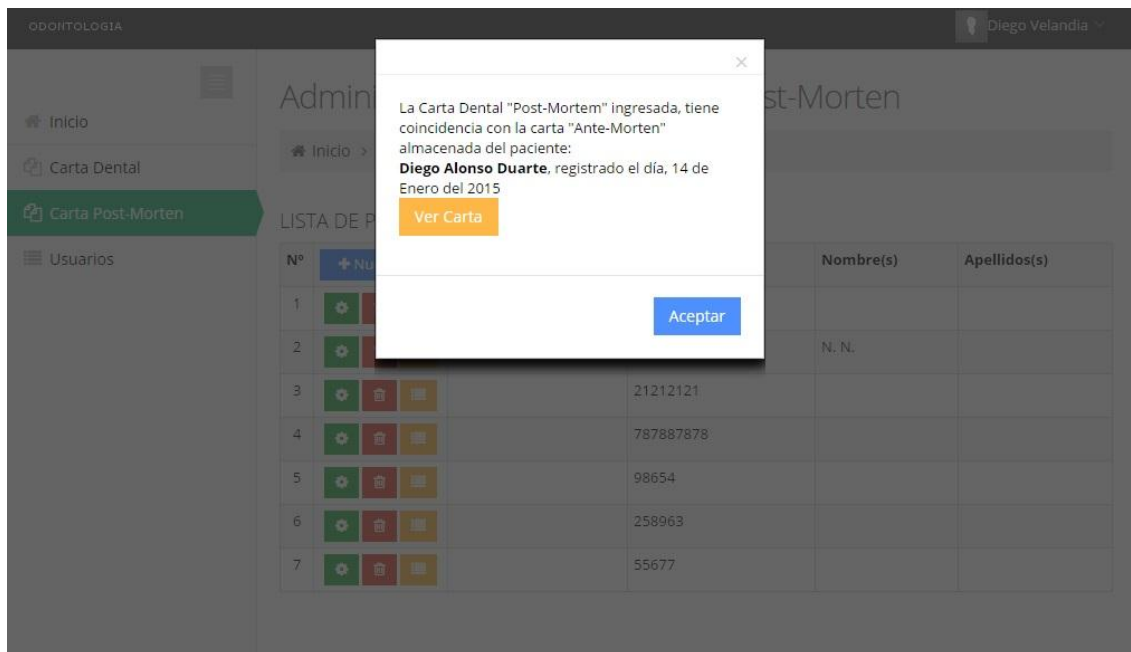 ODONTOLOGIA
Diego Velandia
×
Admini
st-Morten
La Carta Dental "Post-Mortem" ingresada, tiene
coincidencia con la carta "Ante-Morten"
almacenada del paciente:
Diego Alonso Duarte, registrado el día, 14 de
Enero del 2015
Ver Carta
Aceptar
Inicio
Carta Dental
Carta Post-Morten
Usuarios
Inicio >
LISTA DE P
Nº + Nu Nombre(s) Apellidos(s)
1
2 N. N.
3 21212121
4 787887878
5 98654
6 258963
7 55677